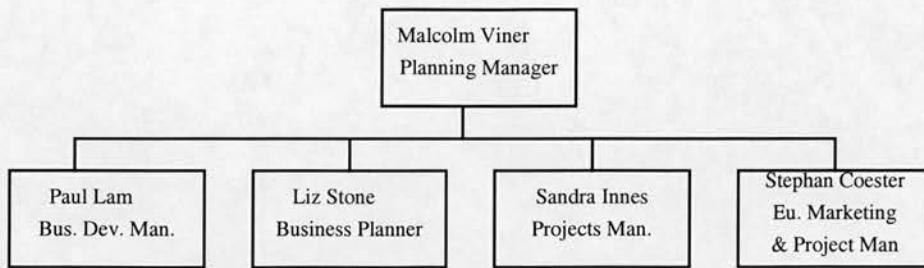 Malcolm Viner
Planning Manager
Paul Lam
Bus. Dev. Man.
Liz Stone
Business Planner
Sandra Innes
Projects Man.
Stephan Coester
Eu. Marketing
& Project Man